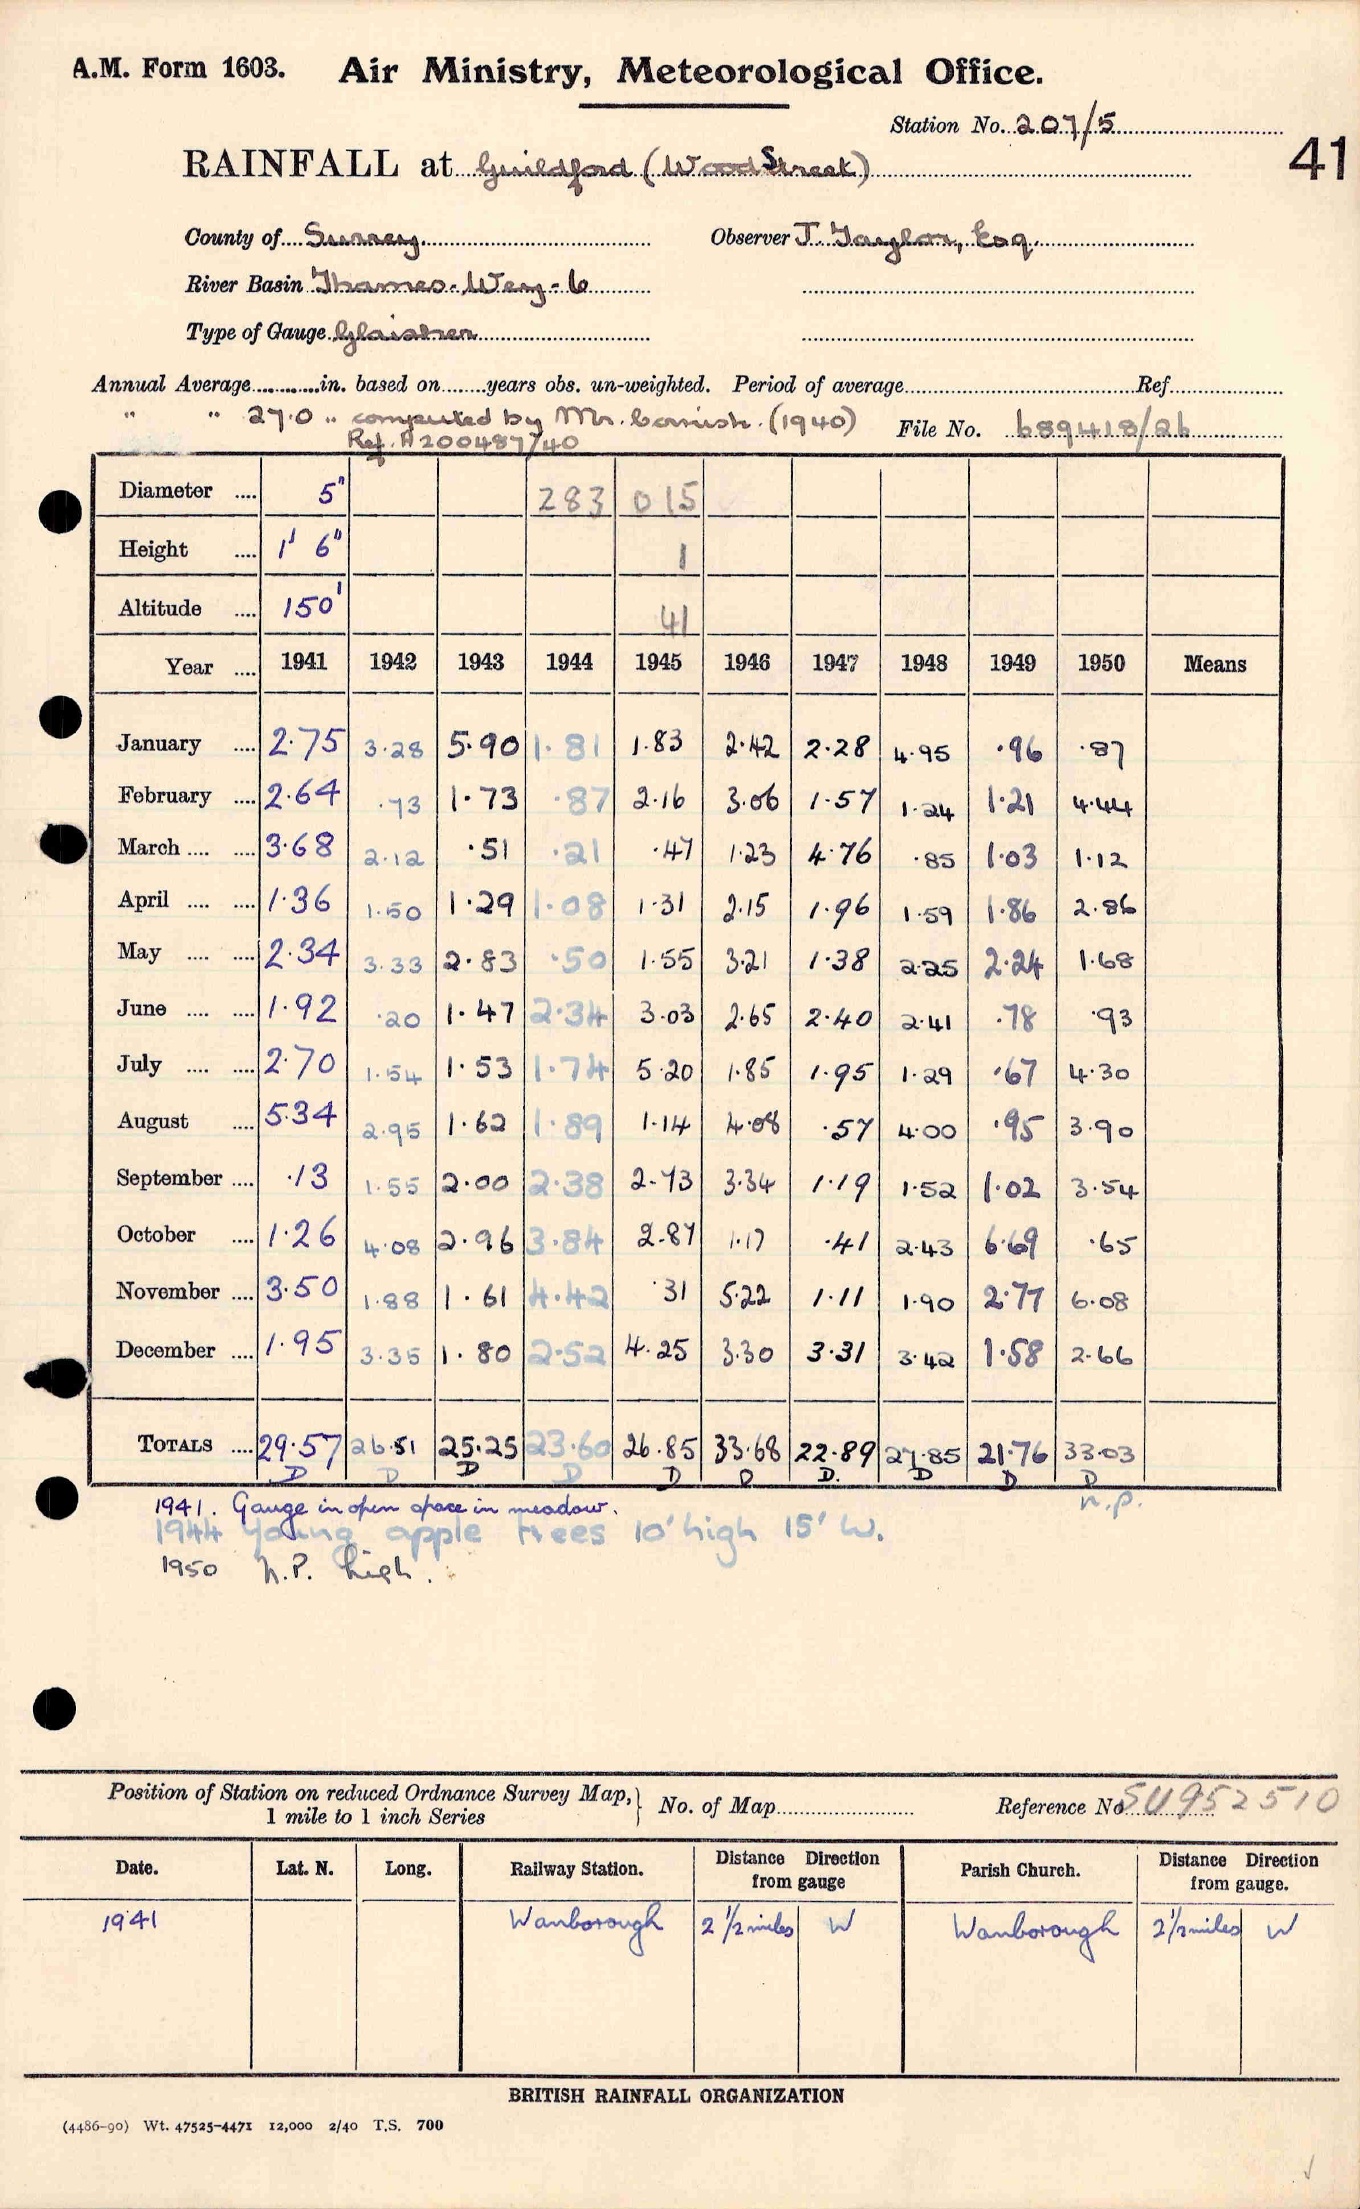 A.M. Form 1603. Air Ministry, Meteorological Office.
Station No. 207/5
41
RAINFALL at Guildford (Wood Street)
County of Surrey Observer J. Taylor, Esq.
River Basin Thames-Wey-6
Type of Gauge Glaisher
Annual Average............in. based on........years obs. un-weighted. Period of average Ref.
" " 27.0 " computed by Mr. Cornish. (1940) File No. 689418/26
Ref. A200487/40
Diameter .... 5" 283 015
Height .... 1' 6" 1
Altitude .... 150' 41
Year .... 1941 1942 1943 1944 1945 1946 1947 1948 1949 1950 Means
January .... 2.75 3.28 5.90 1.81 1.83 2.42 2.28 4.95 .96 .87
February .... 2.64 .73 1.73 .87 2.16 3.06 1.57 1.24 1.21 4.44
March .... .... 3.68 2.12 .51 .21 .47 1.23 4.76 .85 1.03 1.12
April .... .... 1.36 1.50 1.29 1.08 1.31 2.15 1.96 1.59 1.86 2.86
May .... .... 2.34 3.33 2.83 .50 1.55 3.21 1.38 2.25 2.24 1.68
June .... .... 1.92 .20 1.47 2.34 3.03 2.65 2.40 2.41 .78 .93
July .... .... 2.70 1.54 1.53 1.74 5.20 1.85 1.95 1.29 .67 4.30
August .... 5.34 2.95 1.62 1.89 1.14 4.08 .57 4.00 .95 3.90
September .... .13 1.55 2.00 2.38 2.73 3.34 1.19 1.52 1.02 3.54
October .... 1.26 4.08 2.96 3.84 2.87 1.17 .41 2.43 6.69 .65
November .... 3.50 1.88 1.61 4.42 .31 5.22 1.11 1.90 2.77 6.08
December .... 1.95 3.35 1.80 2.52 4.25 3.30 3.31 3.42 1.58 2.66
TOTALS .... 29.57 26.51 25.25 23.60 26.85 33.68 22.89 27.85 21.76 33.03
D D D D D D D. D D D
n.p.
1941. Gauge in open space in meadow.
1944 Young apple trees 10' high 15' W.
1950 N.P. high.
Position of Station on reduced Ordnance Survey Map, 1 mile to 1 inch Series } No. of Map Reference No SU952510
Date. Lat. N. Long. Railway Station. Distance Direction from gauge Parish Church. Distance Direction from gauge.
1941 Wanborough 2 1/2 miles W Wanborough 2 1/2 miles W
BRITISH RAINFALL ORGANIZATION
(4486-90) Wt. 47525-4471 12,000 2/40 T.S. 700